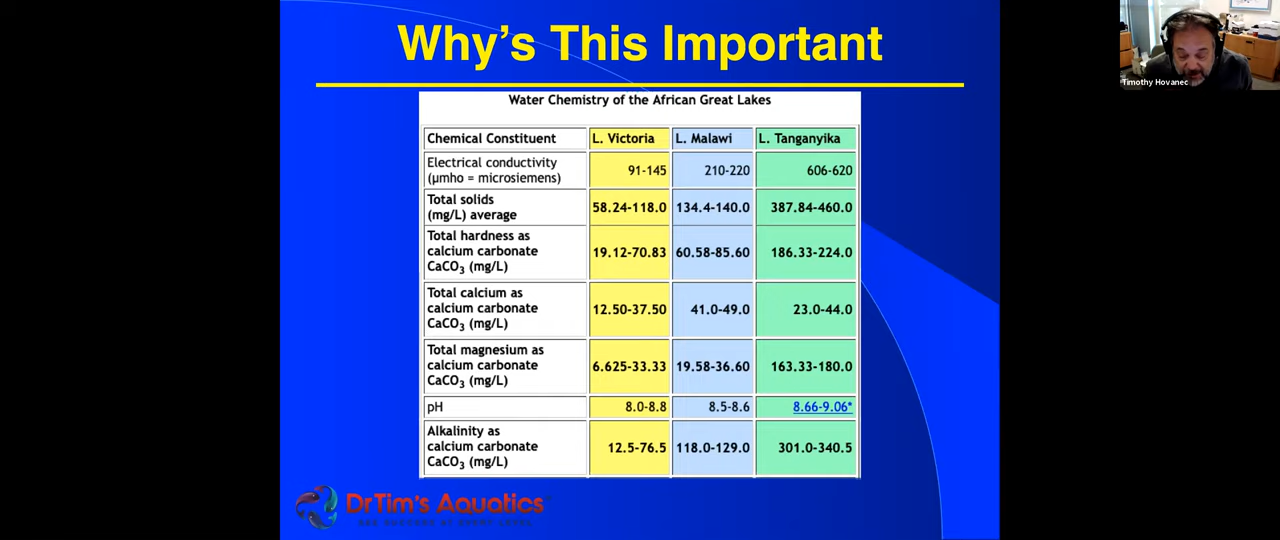 Why's This Important
Timothy Hovanec
Water Chemistry of the African Great Lakes
Chemical Constituent L. Victoria L. Malawi L. Tanganyika
Electrical conductivity
(µmho = microsiemens) 91-145 210-220 606-620
Total solids
(mg/L) average 58.24-118.0 134.4-140.0 387.84-460.0
Total hardness as
calcium carbonate 19.12-70.83 60.58-85.60 186.33-224.0
CaCO3 (mg/L)
Total calcium as
calcium carbonate 12.50-37.50 41.0-49.0 23.0-44.0
CaCO3 (mg/L)
Total magnesium as
calcium carbonate 6.625-33.33 19.58-36.60 163.33-180.0
CaCO3 (mg/L)
pH 8.0-8.8 8.5-8.6 8.66-9.06*
Alkalinity as
calcium carbonate 12.5-76.5 118.0-129.0 301.0-340.5
CaCO3 (mg/L)
DrTim's Aquatics